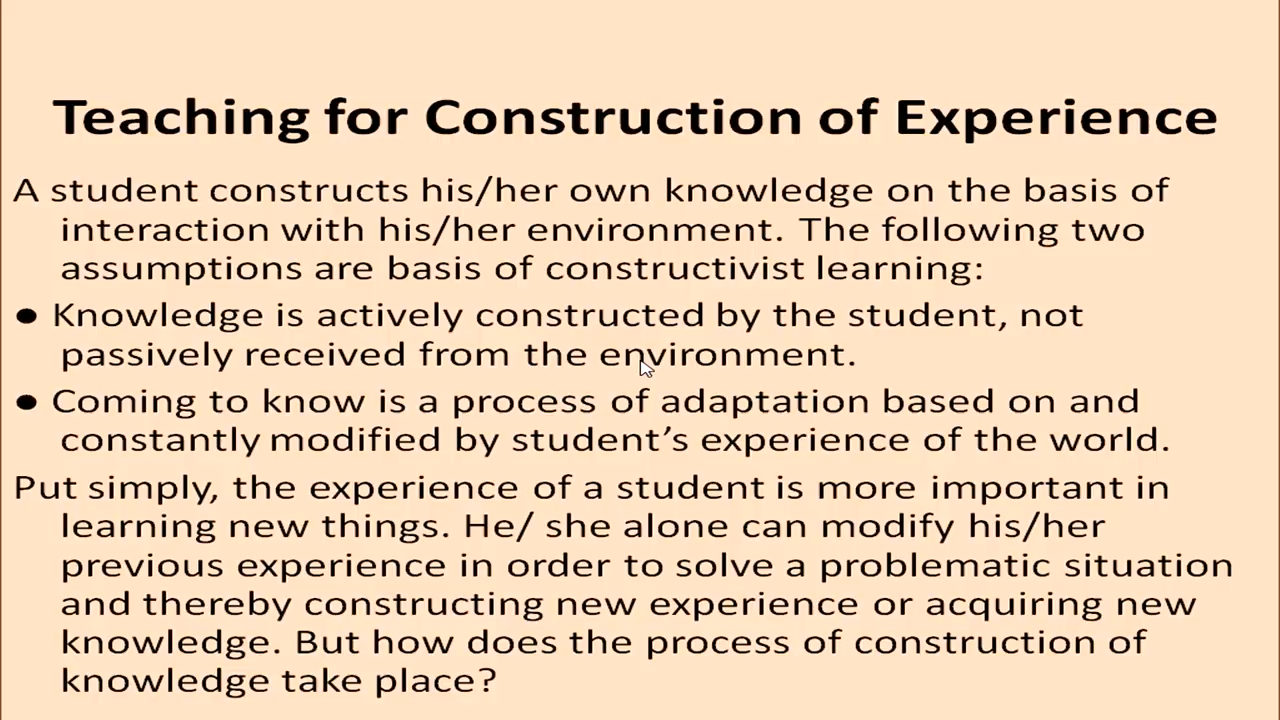 Teaching for Construction of Experience
A student constructs his/her own knowledge on the basis of
interaction with his/her environment. The following two
assumptions are basis of constructivist learning:
● Knowledge is actively constructed by the student, not
passively received from the environment.
● Coming to know is a process of adaptation based on and
constantly modified by student’s experience of the world.
Put simply, the experience of a student is more important in
learning new things. He/ she alone can modify his/her
previous experience in order to solve a problematic situation
and thereby constructing new experience or acquiring new
knowledge. But how does the process of construction of
knowledge take place?